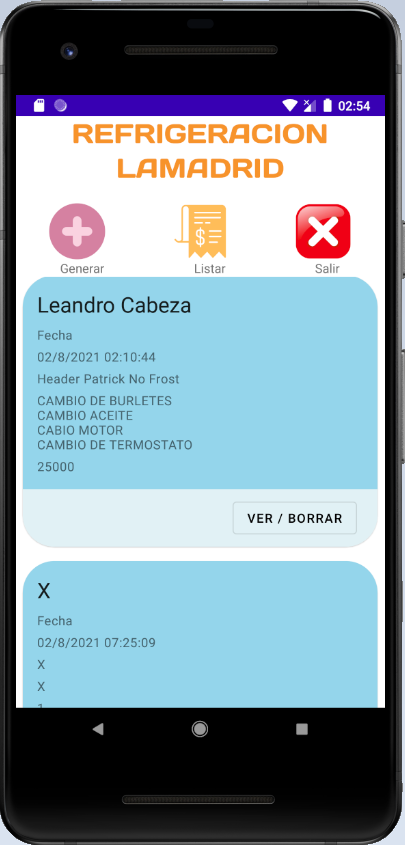 02:54
REFRIGERACION
LAMADRID
$
Generar
Listar
Salir
Leandro Cabeza
Fecha
02/8/2021 02:10:44
Header Patrick No Frost
CAMBIO DE BURLETES
CAMBIO ACEITE
CABIO MOTOR
CAMBIO DE TERMOSTATO
25000
VER / BORRAR
X
Fecha
02/8/2021 07:25:09
X
X